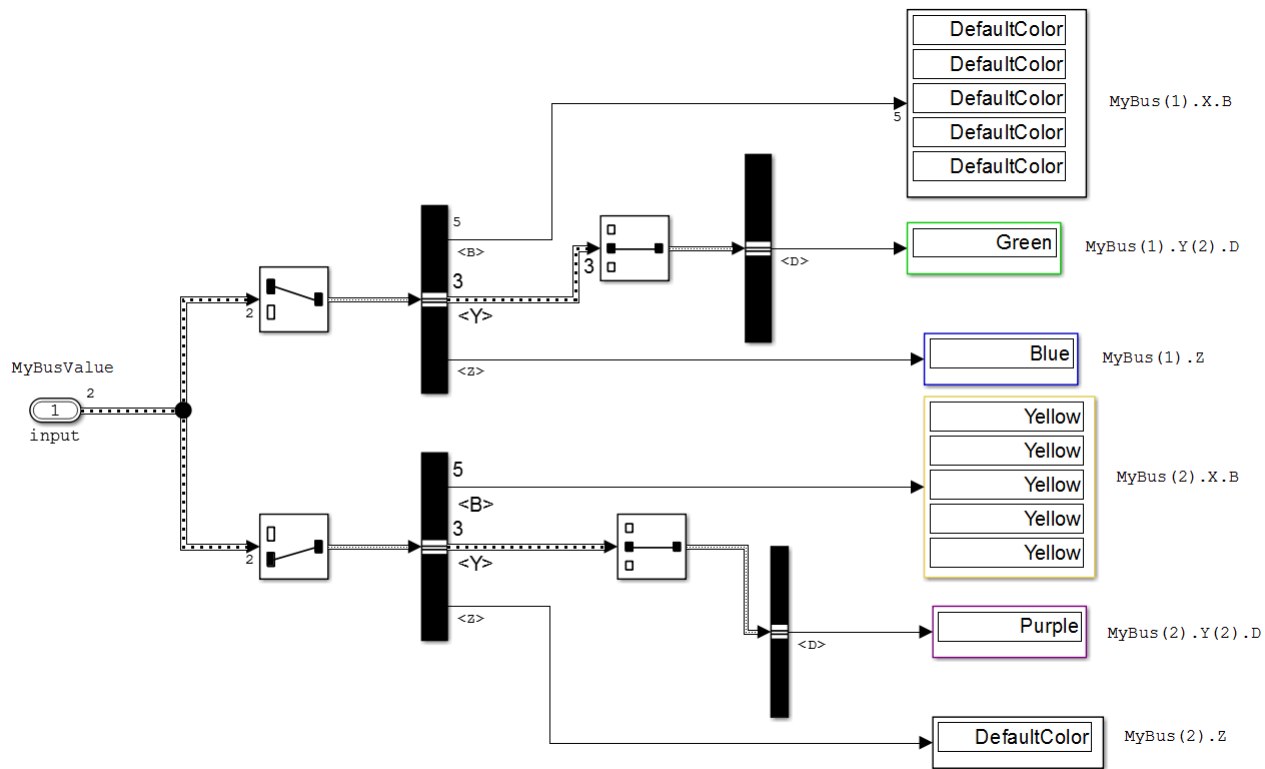 DefaultColor
DefaultColor
DefaultColor
DefaultColor
DefaultColor
MyBus(1).X.B
5
5
<B>
3
<Y>
3
<D>
Green
MyBus(1).Y(2).D
2
<Z>
Blue
MyBus(1).Z
MyBusValue
2
1
input
Yellow
Yellow
Yellow
Yellow
Yellow
MyBus(2).X.B
5
<B>
3
<Y>
2
<Z>
<D>
Purple
MyBus(2).Y(2).D
DefaultColor
MyBus(2).Z